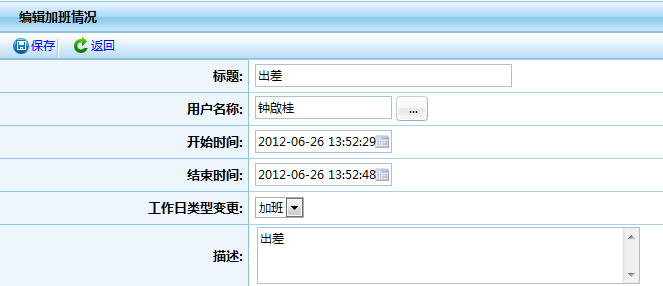 编辑加班情况
保存 返回
标题: 出差
用户名称: 钟啟桂 ...
开始时间: 2012-06-26 13:52:29
结束时间: 2012-06-26 13:52:48
工作日类型变更: 加班
描述: 出差